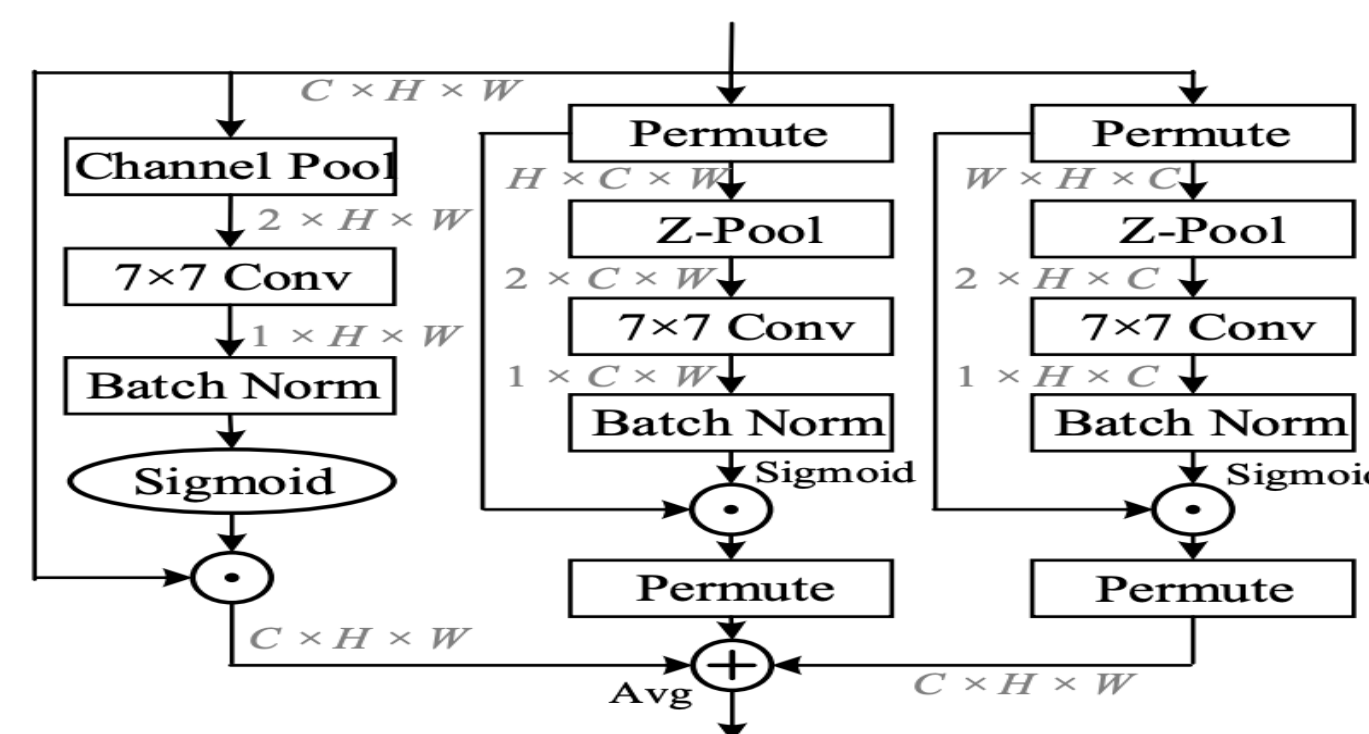 C × H × W
Channel Pool
2 × H × W
7×7 Conv
1 × H × W
Batch Norm
Sigmoid
C × H × W
Permute
H × C × W
Z-Pool
2 × C × W
7×7 Conv
1 × C × W
Batch Norm
Sigmoid
Permute
Avg
Permute
W × H × C
Z-Pool
2 × H × C
7×7 Conv
1 × H × C
Batch Norm
Sigmoid
Permute
C × H × W